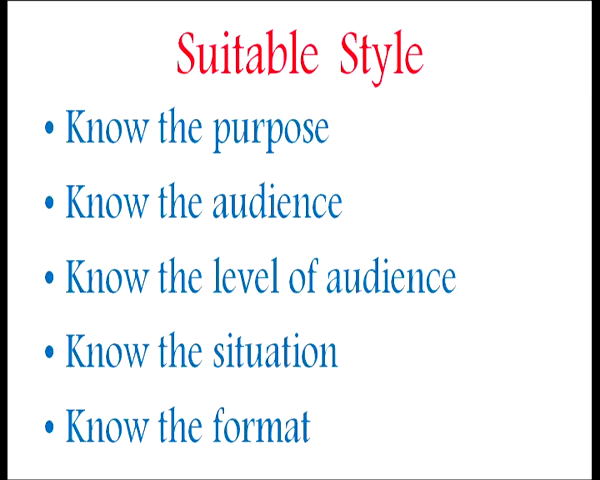 Suitable Style
• Know the purpose
• Know the audience
• Know the level of audience
• Know the situation
• Know the format